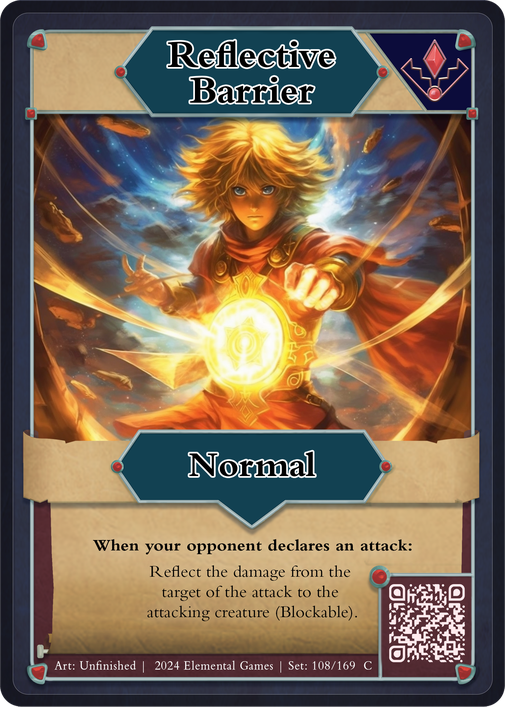 Reflective
Barrier
Normal
When your opponent declares an attack:
Reflect the damage from the
target of the attack to the
attacking creature (Blockable).
Art: Unfinished | 2024 Elemental Games | Set: 108/169 C